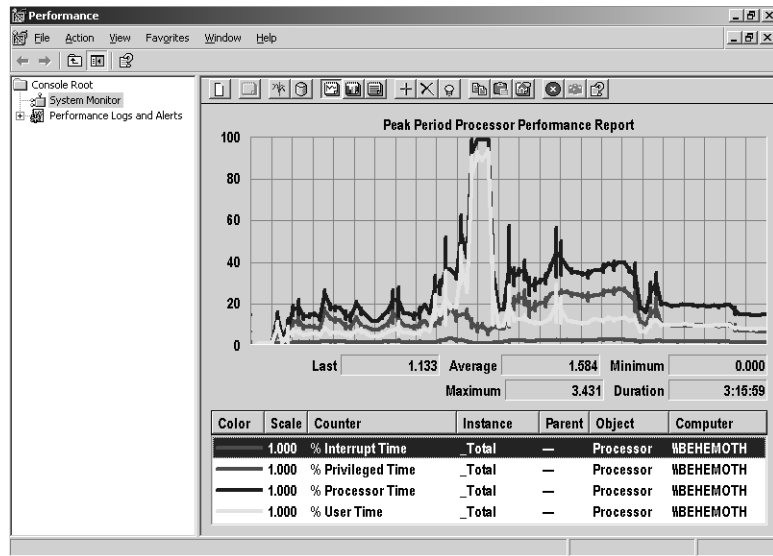 Performance
File Action View Favorites Window Help
Console Root
System Monitor
Performance Logs and Alerts
Peak Period Processor Performance Report
100
80
60
40
20
0
Last 1.133 Average 1.584 Minimum 0.000
Maximum 3.431 Duration 3:15:59
Color Scale Counter Instance Parent Object Computer
1.000 % Interrupt Time _Total --- Processor \\BEHEMOTH
1.000 % Privileged Time _Total --- Processor \\BEHEMOTH
1.000 % Processor Time _Total --- Processor \\BEHEMOTH
1.000 % User Time _Total --- Processor \\BEHEMOTH